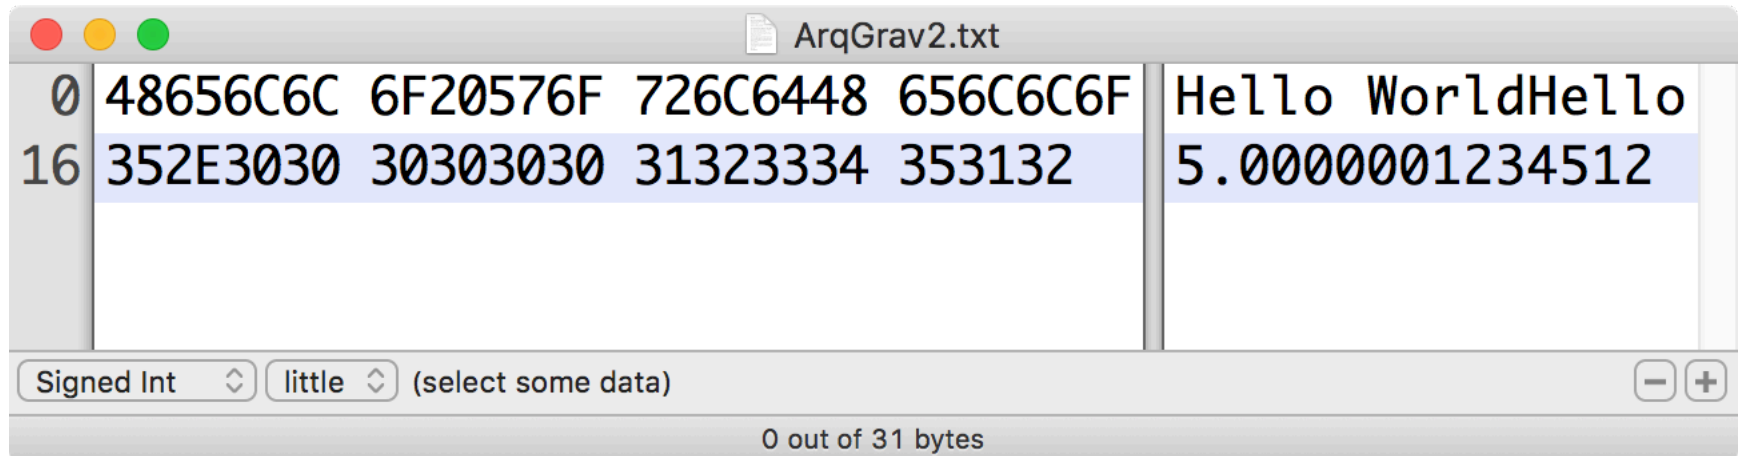 ArqGrav2.txt
0 48656C6C 6F20576F 726C6448 656C6C6F Hello WorldHello
16 352E3030 30303030 31323334 353132 5.0000001234512
Signed Int little (select some data) − +
0 out of 31 bytes